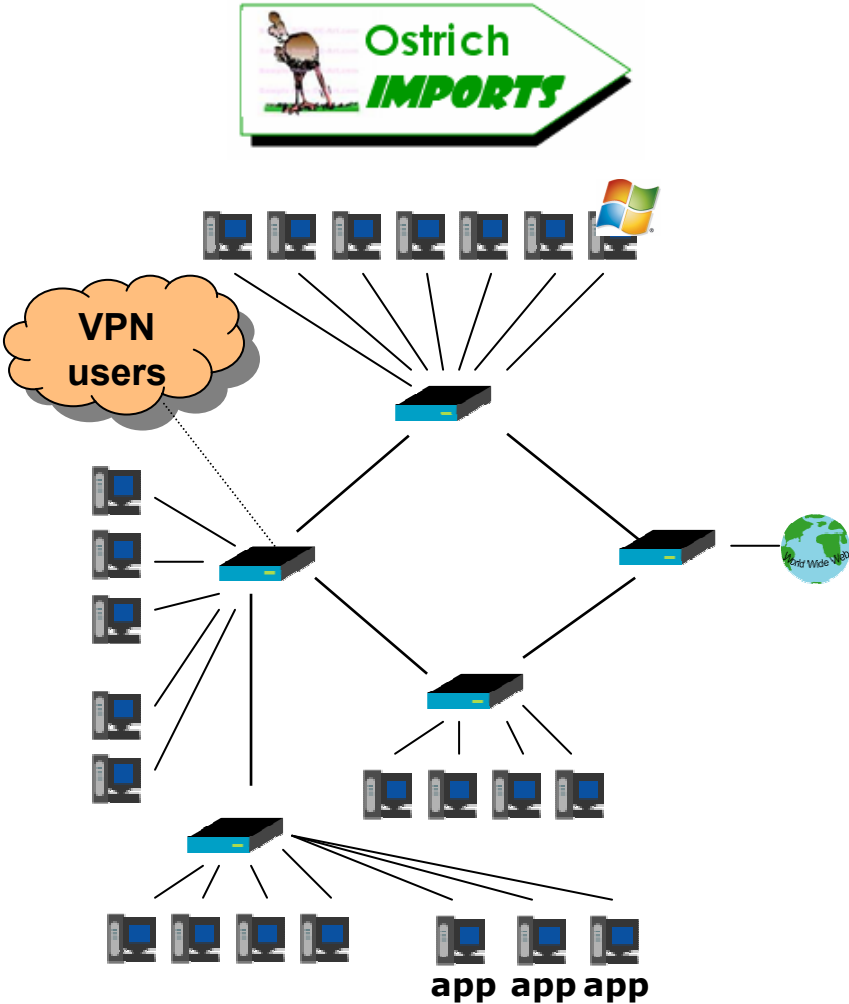 Ostrich
IMPORTS
VPN
users
World Wide Web
app app app